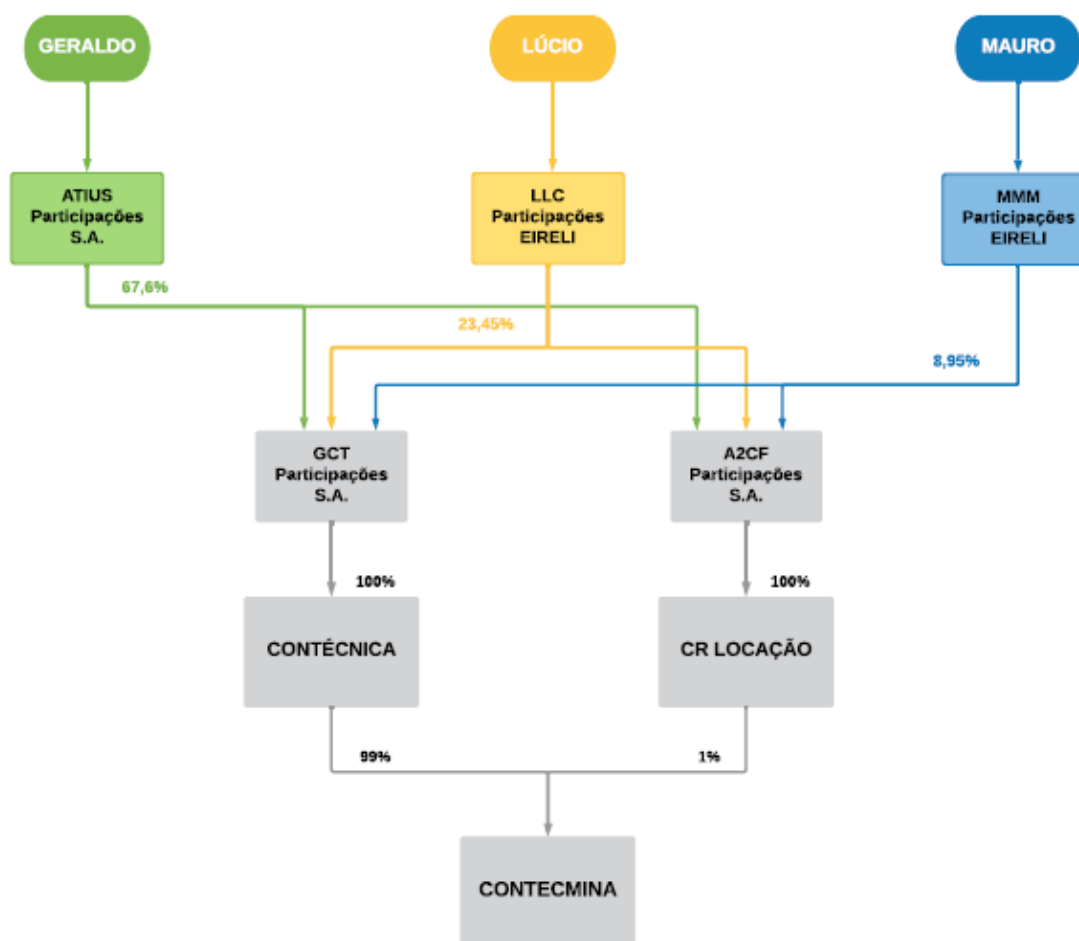 GERALDO
LÚCIO
MAURO
ATIUS
Participações
S.A.
LLC
Participações
EIRELI
MMM
Participações
EIRELI
67,6%
23,45%
8,95%
GCT
Participações
S.A.
A2CF
Participações
S.A.
100%
100%
CONTÉCNICA
CR LOCAÇÃO
99%
1%
CONTECMINA